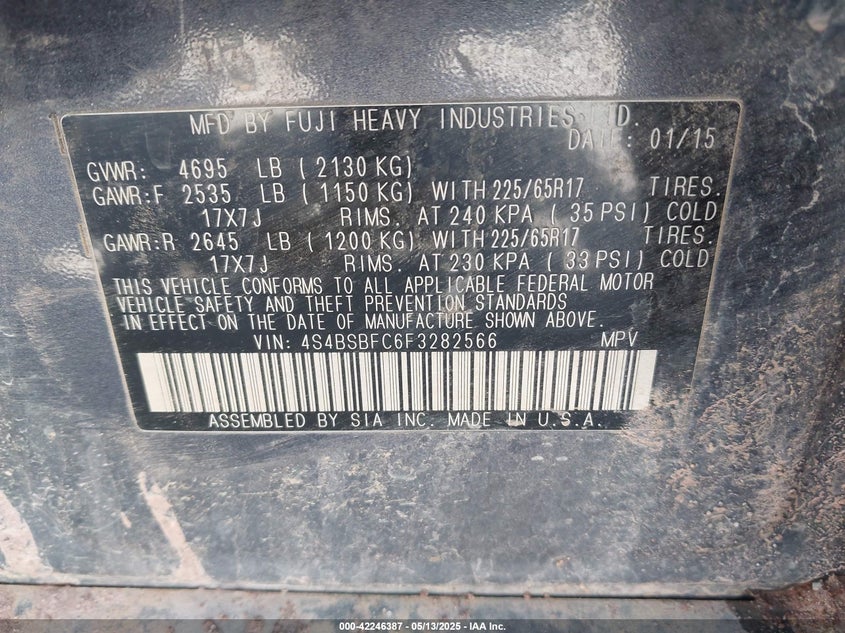 MFD BY FUJI HEAVY INDUSTRIES LTD.
DATE: 01/15
GVWR: 4695 LB ( 2130 KG)
GAWR:F 2535 LB ( 1150 KG) WITH 225/65R17 TIRES.
17X7J RIMS. AT 240 KPA ( 35 PSI) COLD
GAWR:R 2645 LB ( 1200 KG) WITH 225/65R17 TIRES.
17X7J RIMS. AT 230 KPA ( 33 PSI) COLD
THIS VEHICLE CONFORMS TO ALL APPLICABLE FEDERAL MOTOR
VEHICLE SAFETY AND THEFT PREVENTION STANDARDS
IN EFFECT ON THE DATE OF MANUFACTURE SHOWN ABOVE.
VIN: 4S4BSBFC6F3282566 MPV
ASSEMBLED BY SIA INC. MADE IN U.S.A.
000-42246387 — 05/13/2025 — IAA Inc.